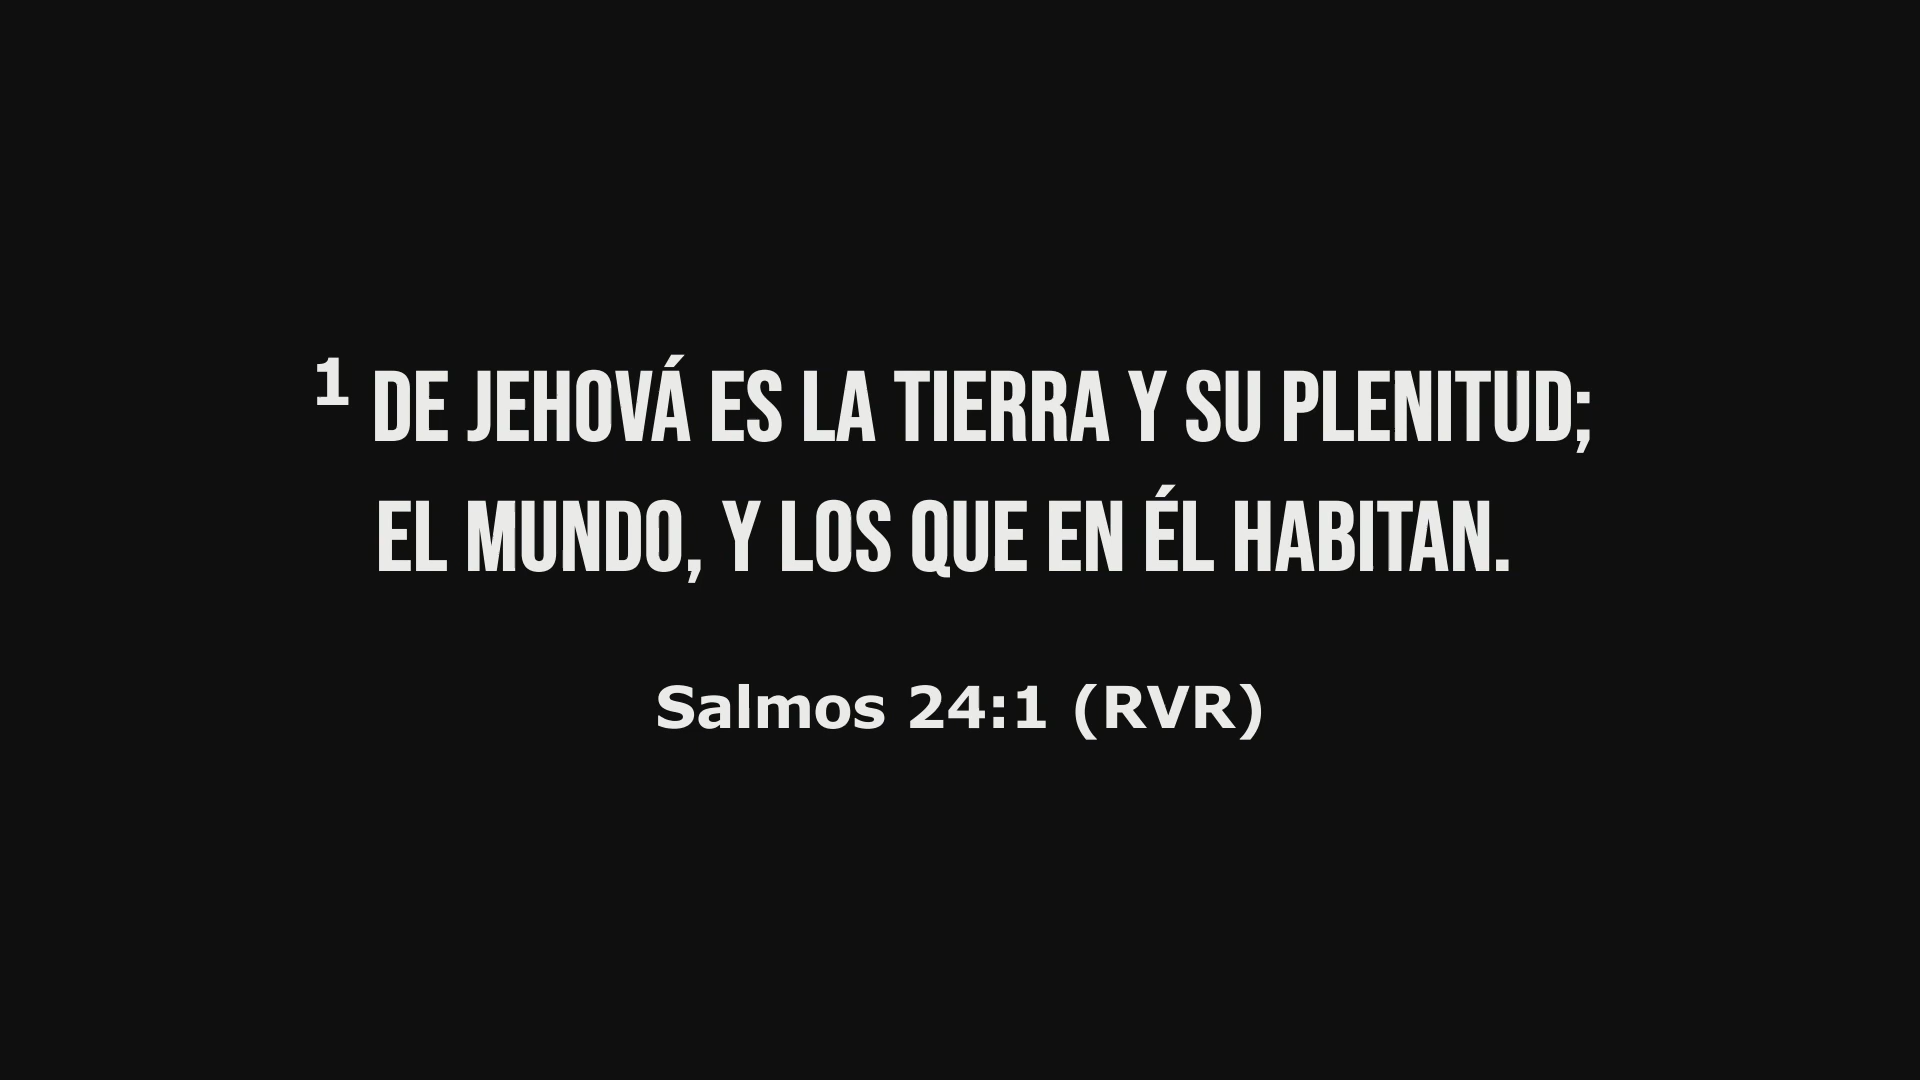 ¹ DE JEHOVÁ ES LA TIERRA Y SU PLENITUD;
EL MUNDO, Y LOS QUE EN ÉL HABITAN.
Salmos 24:1 (RVR)